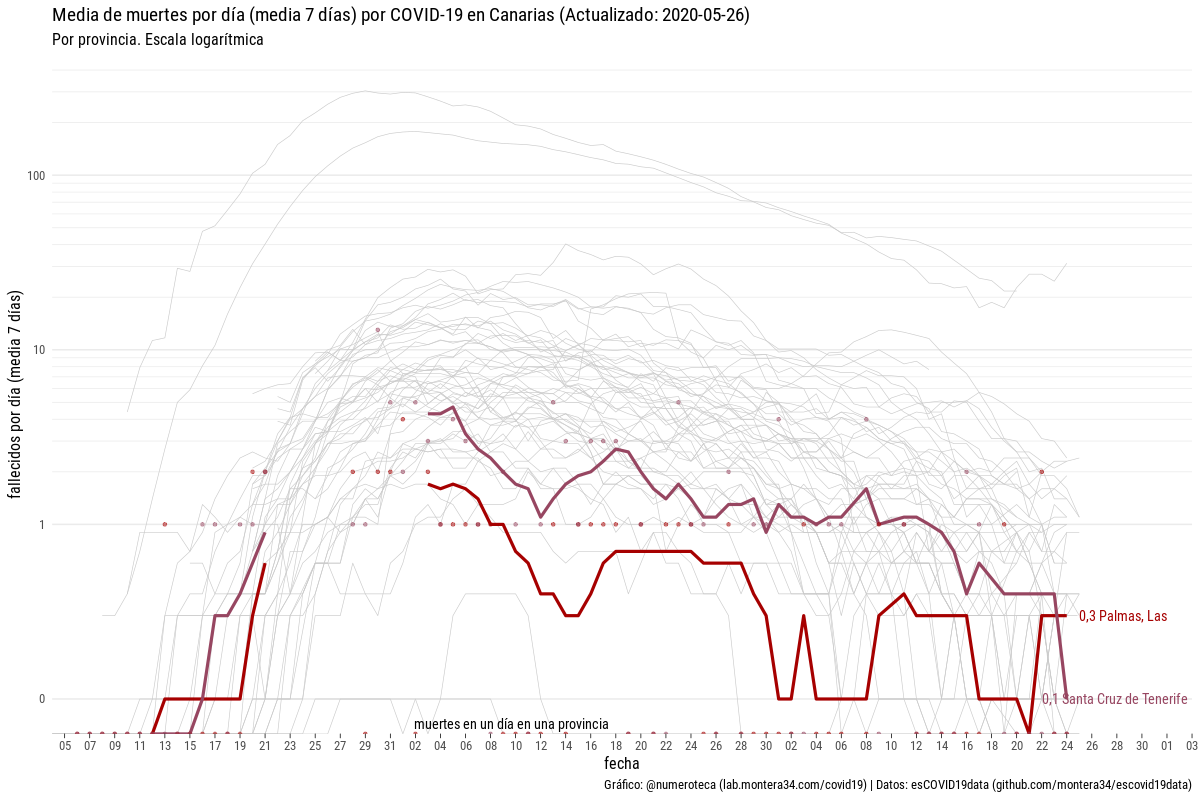 Media de muertes por día (media 7 días) por COVID-19 en Canarias (Actualizado: 2020-05-26)
Por provincia. Escala logarítmica
fallecidos por día (media 7 días)
100
10
1
0
0,3 Palmas, Las
0,1 Santa Cruz de Tenerife
muertes en un día en una provincia
05 07 09 11 13 15 17 19 21 23 25 27 29 31 02 04 06 08 10 12 14 16 18 20 22 24 26 28 30 02 04 06 08 10 12 14 16 18 20 22 24 26 28 30 01 03
fecha
Gráfico: @numeroteca (lab.montera34.com/covid19) | Datos: esCOVID19data (github.com/montera34/escovid19data)